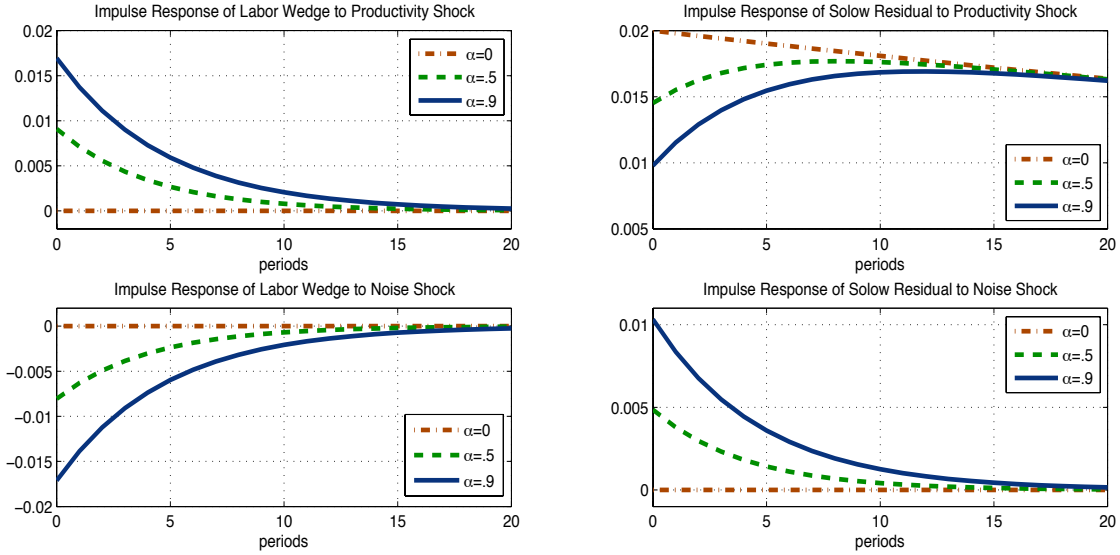 Impulse Response of Labor Wedge to Productivity Shock
0.02
0.015
0.01
0.005
0
α=0
α=.5
α=.9
0 5 10 15 20
periods
Impulse Response of Solow Residual to Productivity Shock
0.02
0.015
0.01
0.005
α=0
α=.5
α=.9
0 5 10 15 20
periods
Impulse Response of Labor Wedge to Noise Shock
0
−0.005
−0.01
−0.015
−0.02
α=0
α=.5
α=.9
0 5 10 15 20
periods
Impulse Response of Solow Residual to Noise Shock
0.01
0.005
0
α=0
α=.5
α=.9
0 5 10 15 20
periods